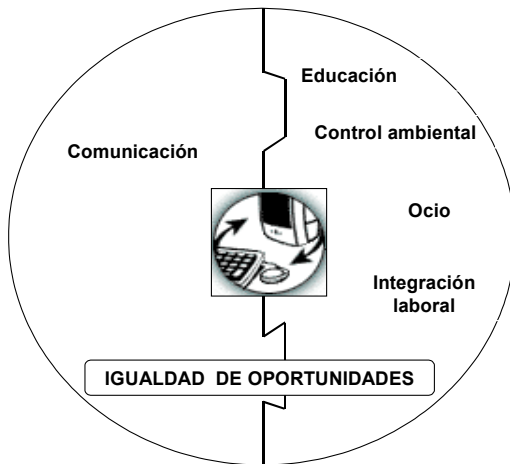 Educación
Control ambiental
Comunicación
Ocio
Integración
laboral
IGUALDAD DE OPORTUNIDADES